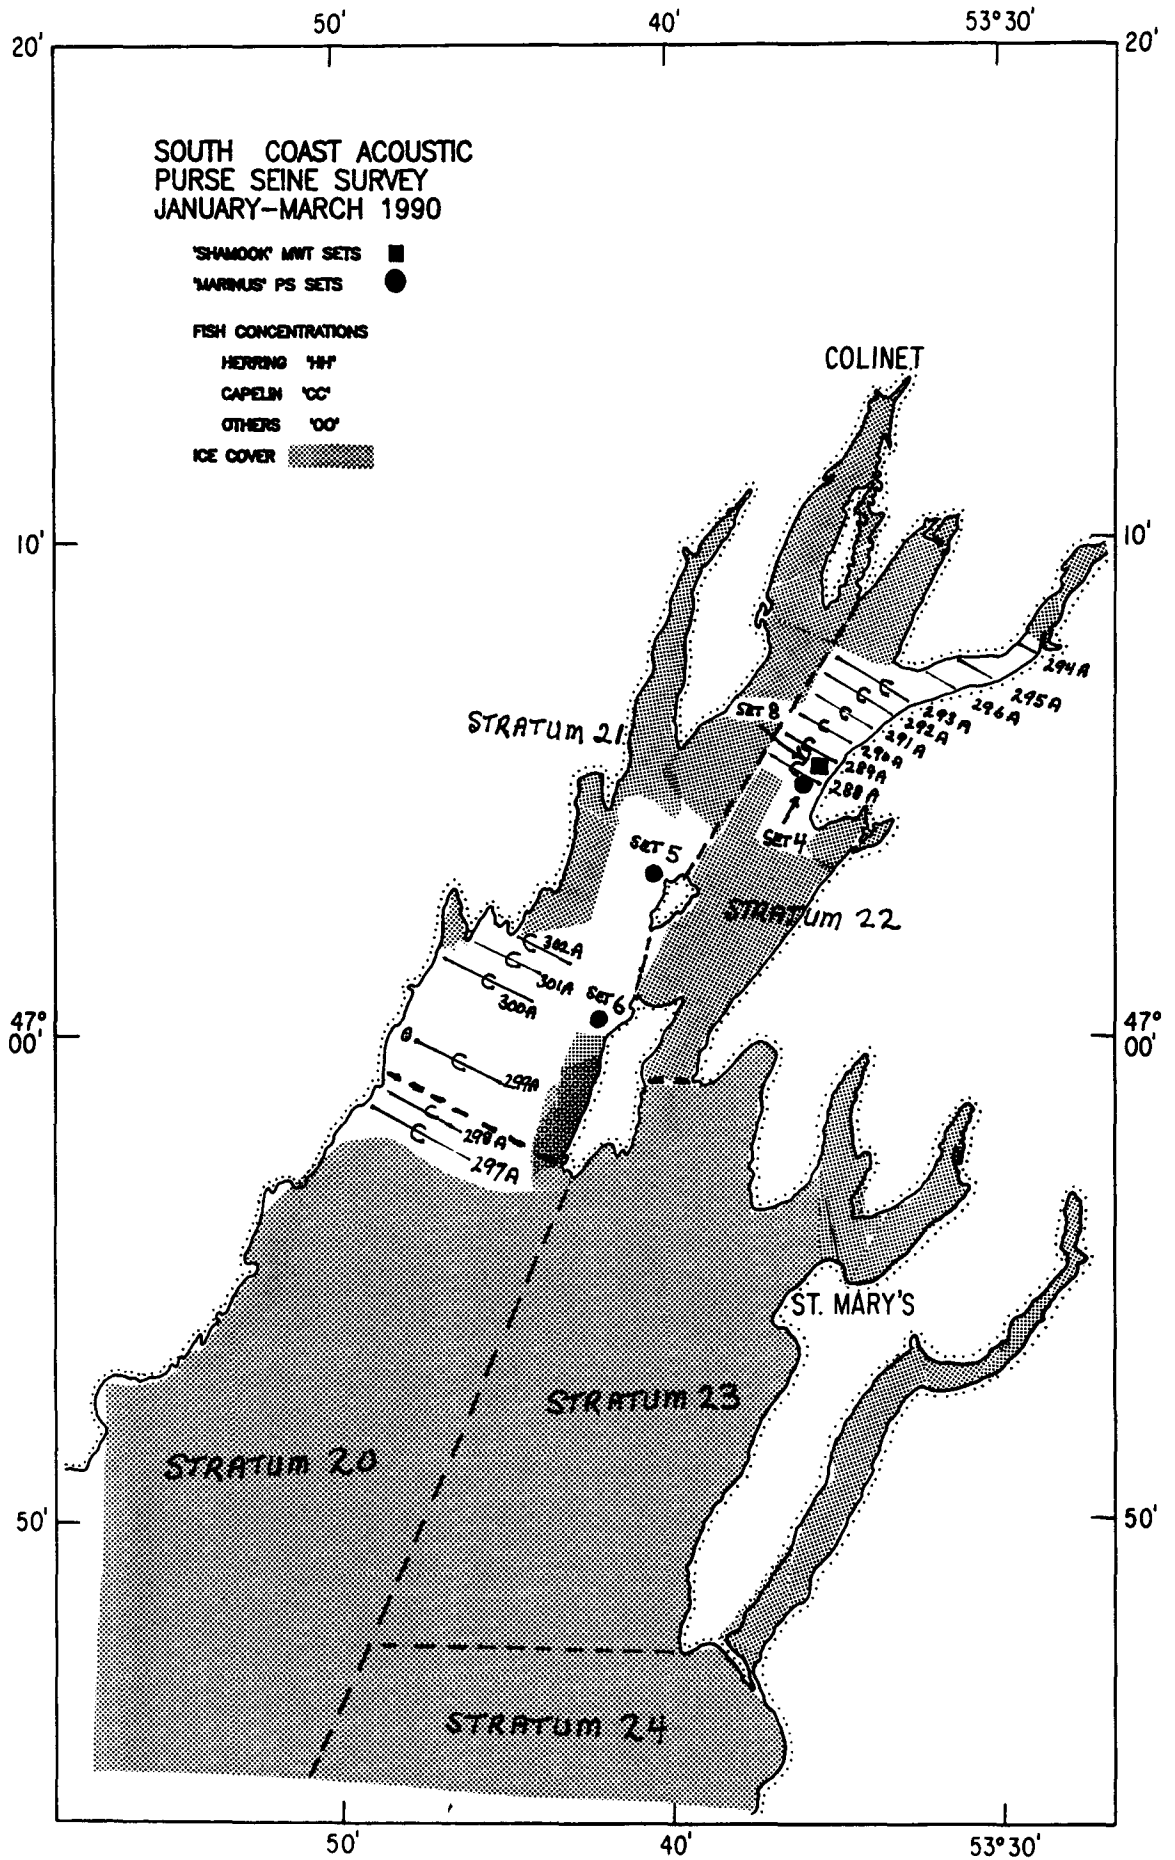 50' 40' 53°30'
20' 20'
SOUTH COAST ACOUSTIC
PURSE SEINE SURVEY
JANUARY-MARCH 1990
'SHAMOOK' MWT SETS
'MARINUS' PS SETS
FISH CONCENTRATIONS
HERRING 'HH'
CAPELIN 'CC'
OTHERS 'OO'
ICE COVER
COLINET
10' 10'
294A
295A
296A
293A
292A
291A
290A
289A
288A
SET 8
STRATUM 21
SET 4
SET 5
STRATUM 22
C 302A
C 301A
C 300A
SET 6
47° 47°
00' 00'
θ
C 299A
C 298A
C 297A
ST. MARY'S
STRATUM 23
STRATUM 20
50' 50'
STRATUM 24
50' 40' 53°30'